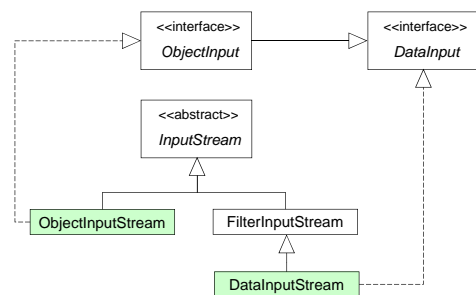 <<interface>>
ObjectInput
<<interface>>
DataInput
<<abstract>>
InputStream
ObjectInputStream
FilterInputStream
DataInputStream